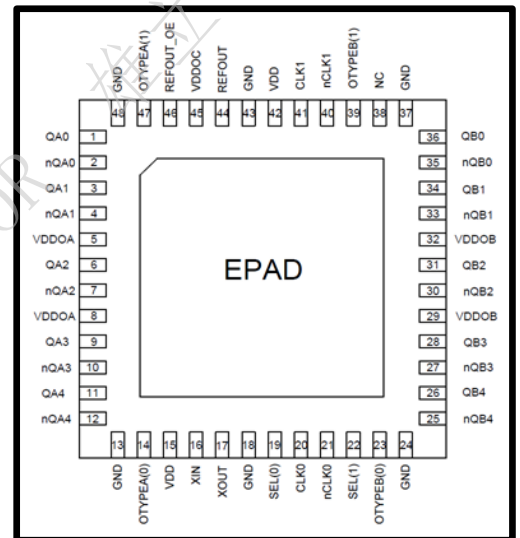 GND OTYPEA(1) REFOUT_OE VDDOC REFOUT GND VDD CLK1 nCLK1 OTYPEB(1) NC GND
48 47 46 45 44 43 42 41 40 39 38 37
QA0 1 36 QB0
nQA0 2 35 nQB0
QA1 3 34 QB1
nQA1 4 33 nQB1
VDDOA 5 32 VDDOB
QA2 6 31 QB2
EPAD
nQA2 7 30 nQB2
VDDOA 8 29 VDDOB
QA3 9 28 QB3
nQA3 10 27 nQB3
QA4 11 26 QB4
nQA4 12 25 nQB4
13 14 15 16 17 18 19 20 21 22 23 24
GND OTYPEA(0) VDD XIN XOUT GND SEL(0) CLK0 nCLK0 SEL(1) OTYPEB(0) GND
OR 雄立